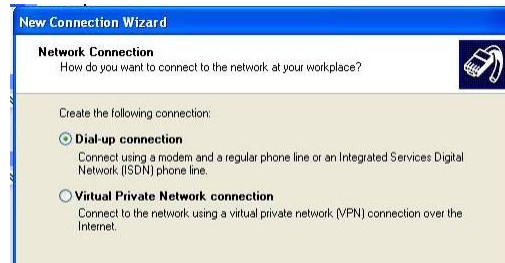 New Connection Wizard
Network Connection
How do you want to connect to the network at your workplace?
Create the following connection:
Dial-up connection
Connect using a modem and a regular phone line or an Integrated Services Digital
Network (ISDN) phone line.
Virtual Private Network connection
Connect to the network using a virtual private network (VPN) connection over the
Internet.